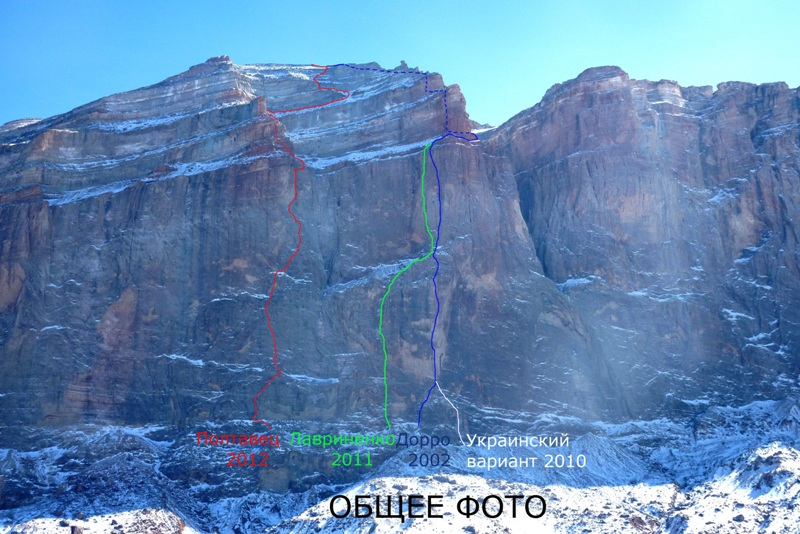 Полтавец
2012
Лавриненко
2011
Дорро
2002
Украинский
вариант 2010
ОБЩЕЕ ФОТО